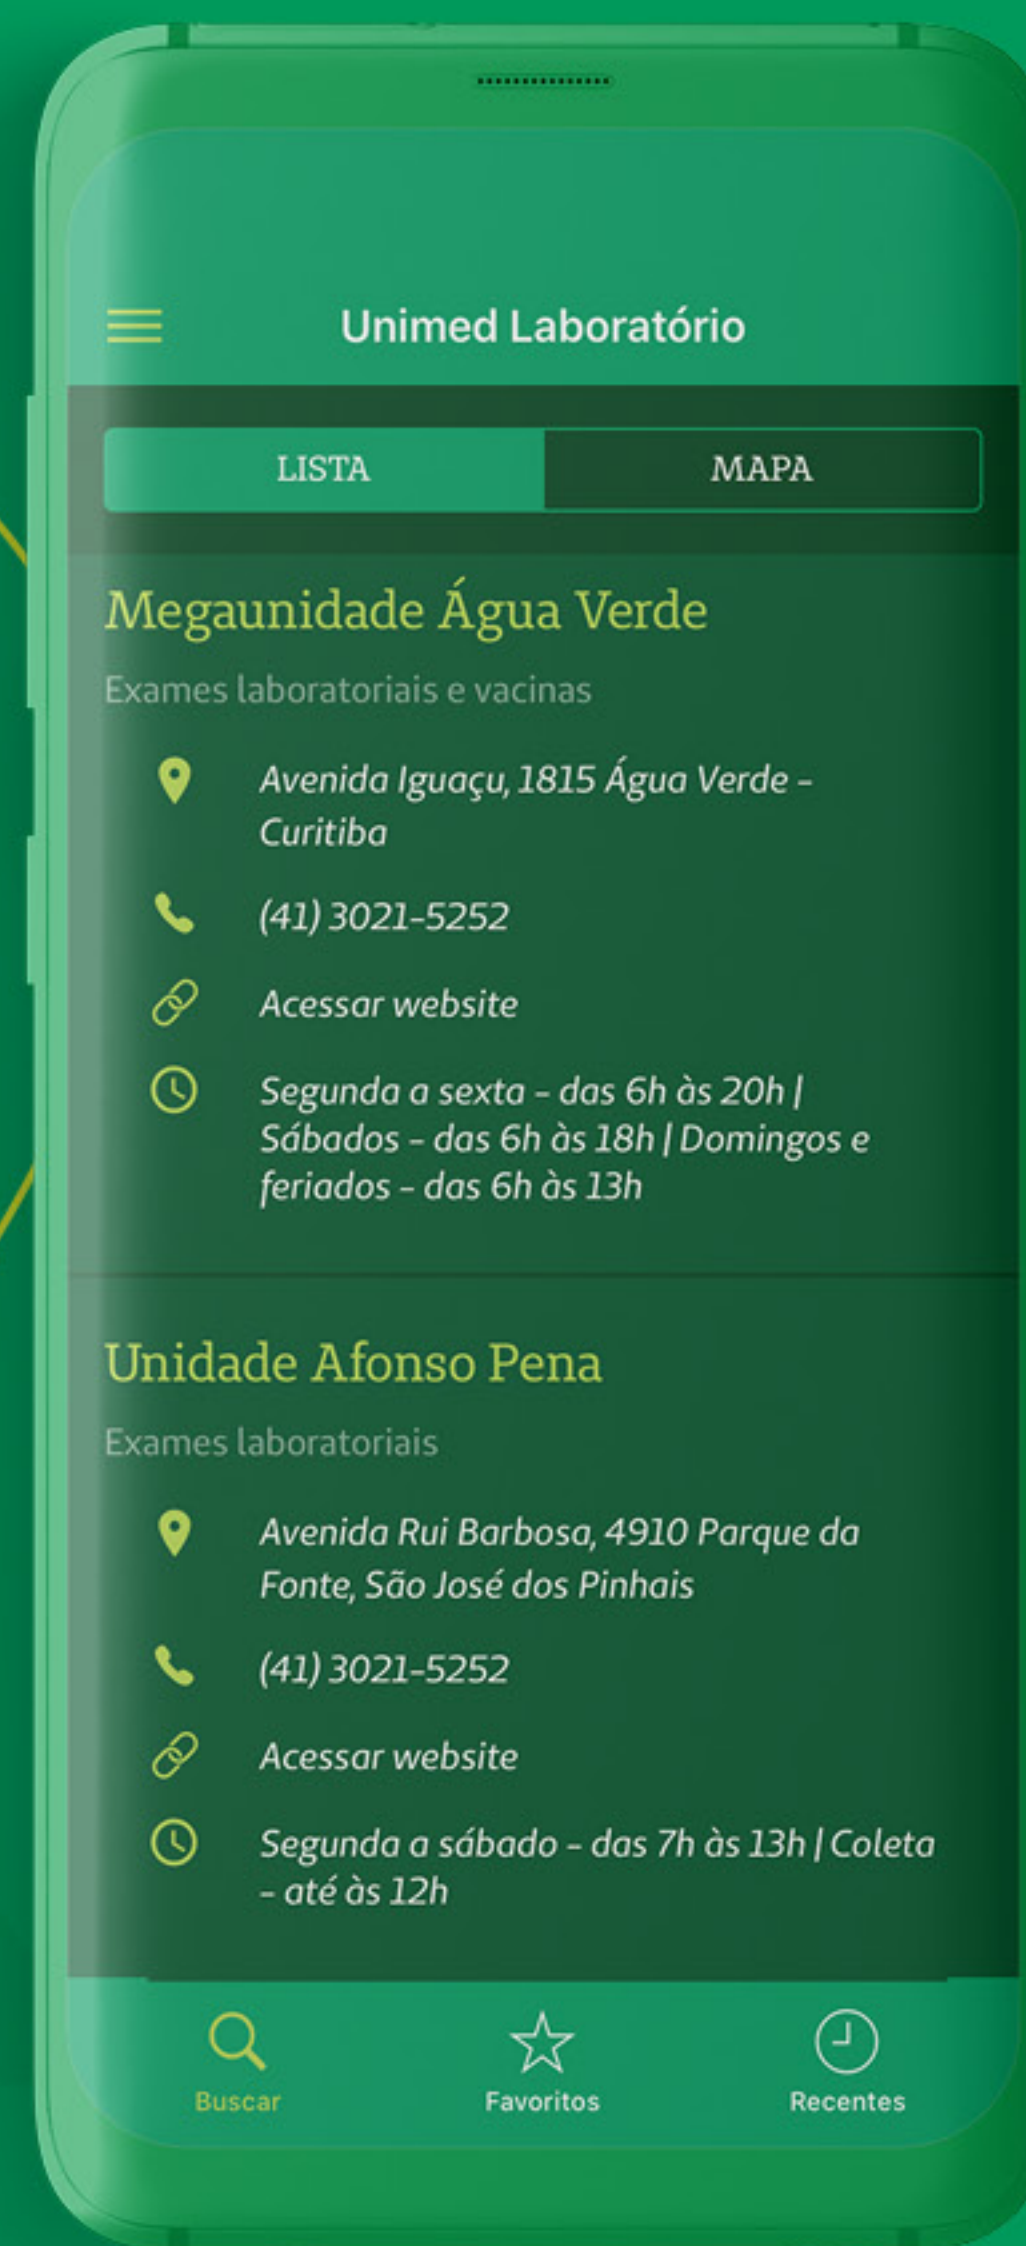 Unimed Laboratório
LISTA
MAPA
Megaunidade Água Verde
Exames laboratoriais e vacinas
Avenida Iguaçu, 1815 Água Verde –
Curitiba
(41) 3021-5252
Acessar website
Segunda a sexta – das 6h às 20h |
Sábados – das 6h às 18h | Domingos e
feriados – das 6h às 13h
Unidade Afonso Pena
Exames laboratoriais
Avenida Rui Barbosa, 4910 Parque da
Fonte, São José dos Pinhais
(41) 3021-5252
Acessar website
Segunda a sábado – das 7h às 13h | Coleta
– até às 12h
Buscar
Favoritos
Recentes